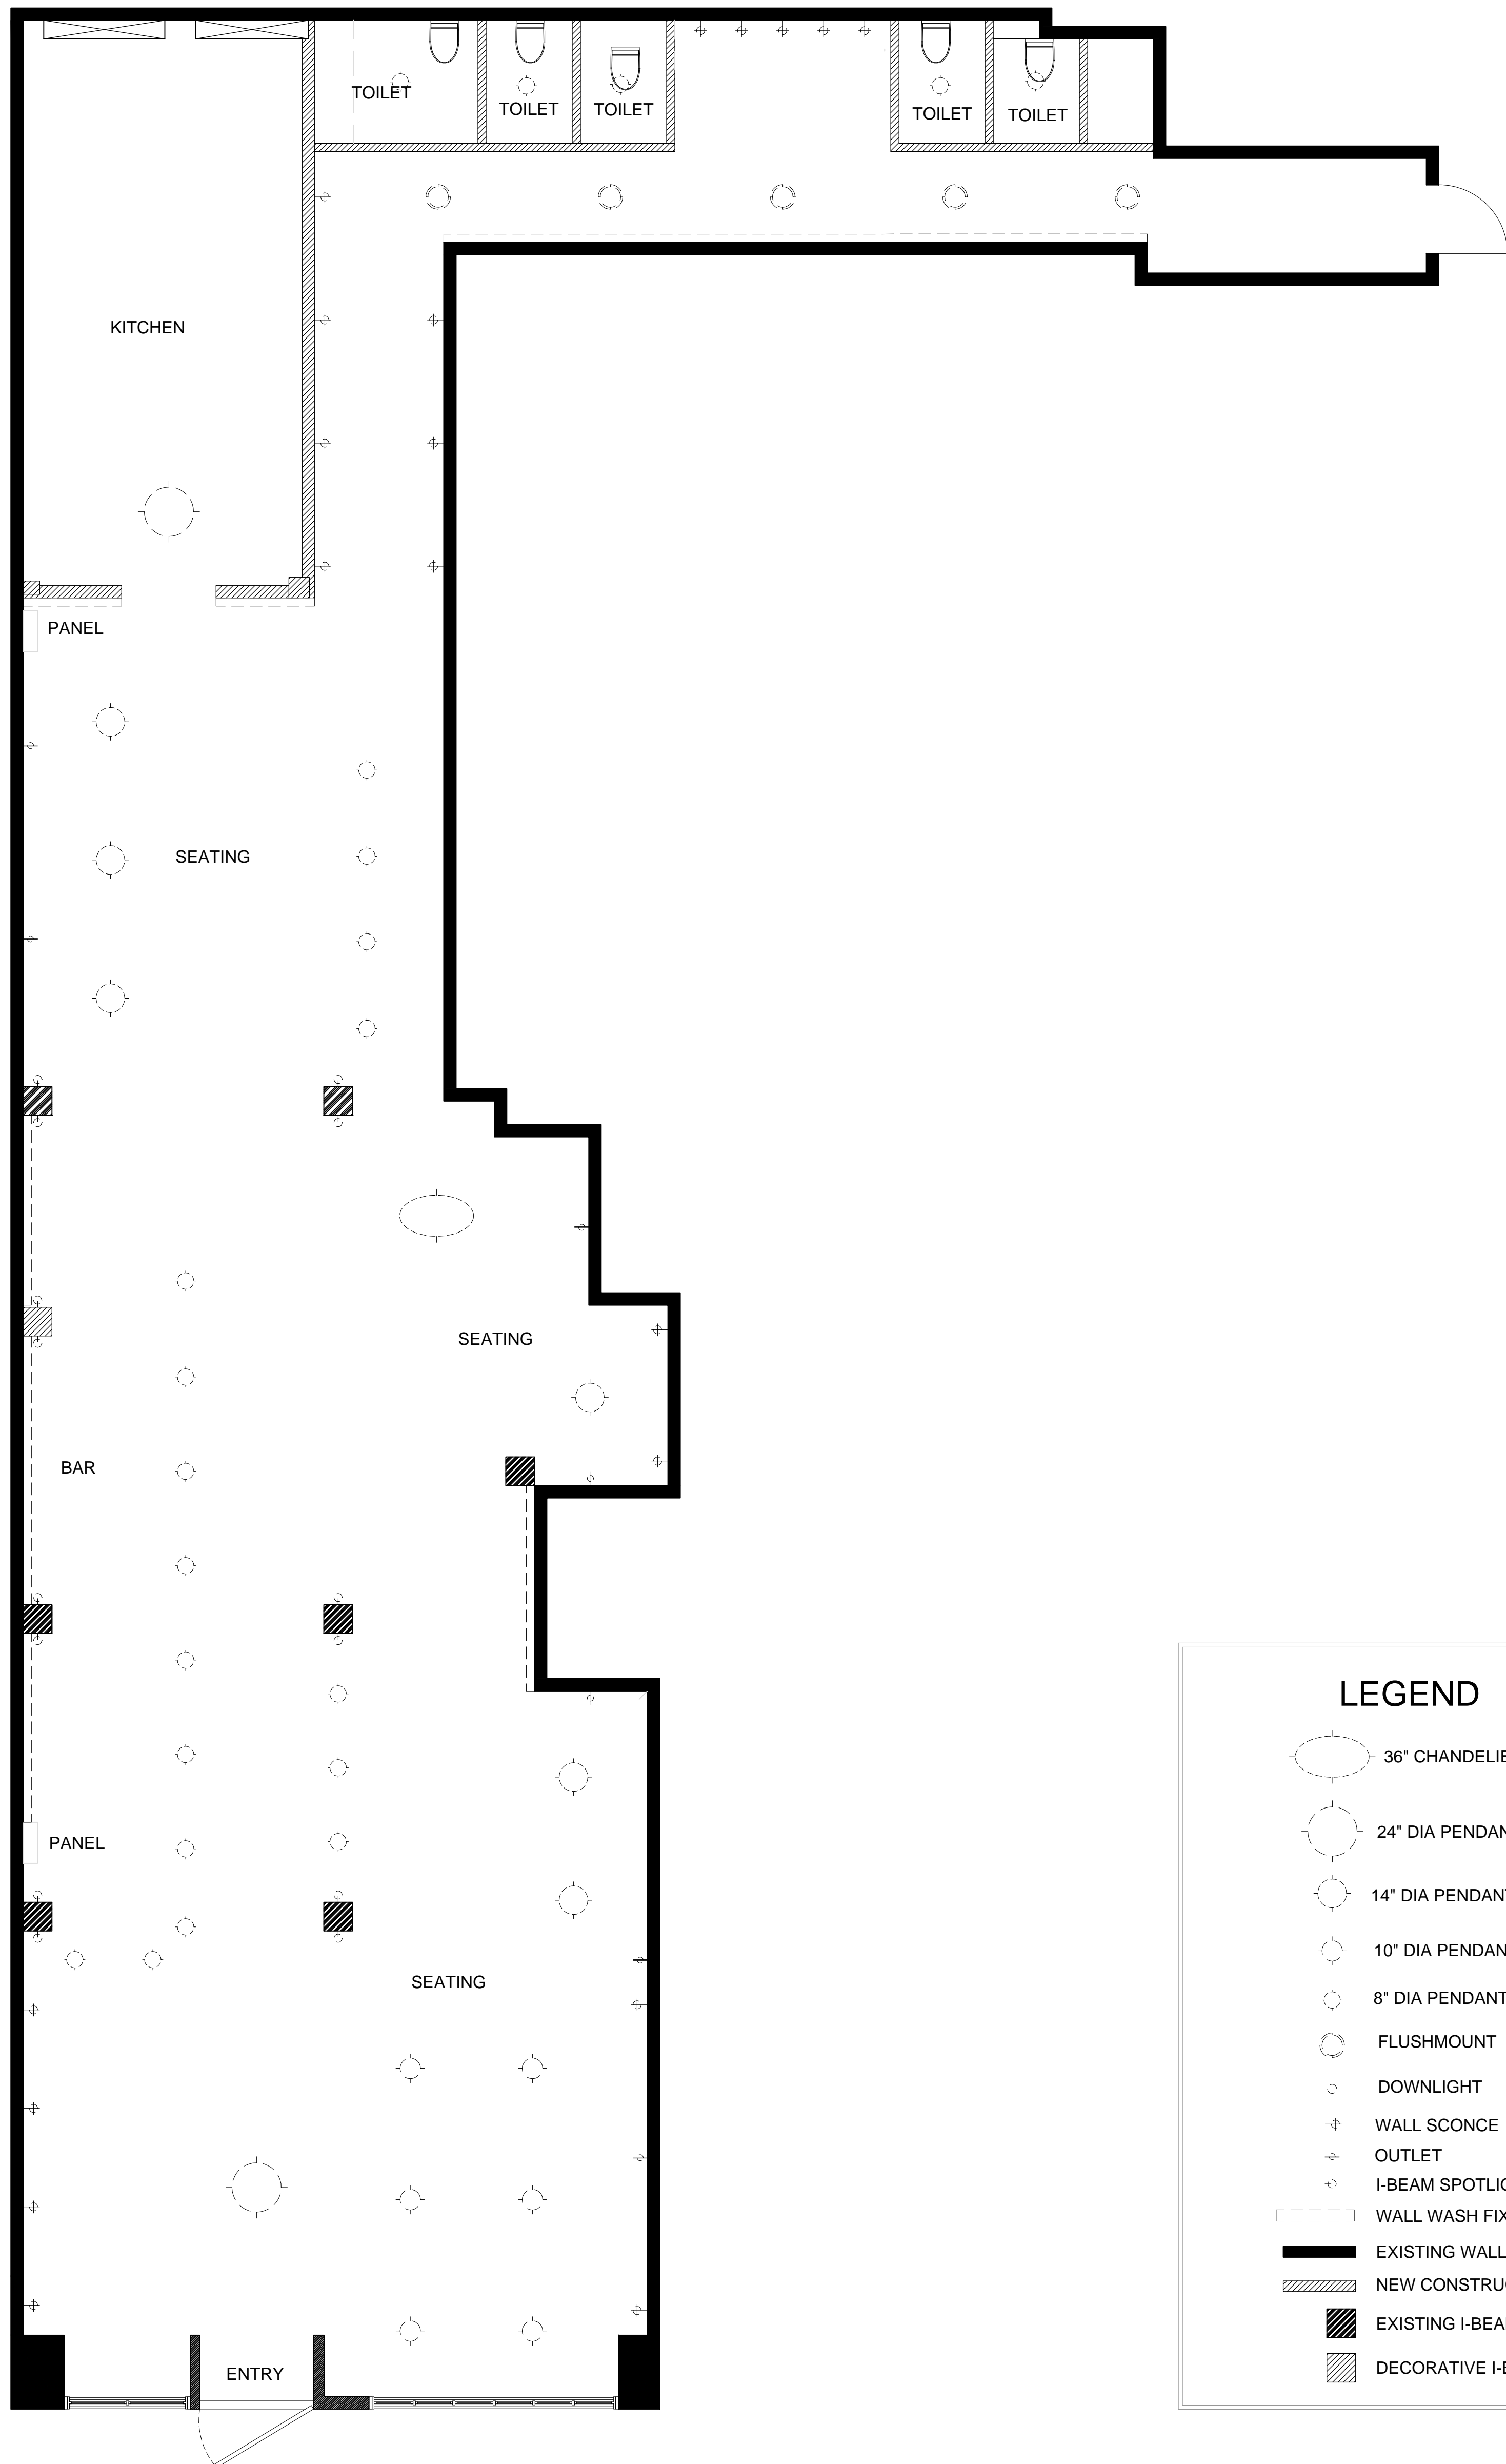 TOILET
TOILET
TOILET
TOILET
TOILET
KITCHEN
PANEL
SEATING
SEATING
BAR
PANEL
SEATING
ENTRY
LEGEND
36" CHANDELIE
24" DIA PENDAN
14" DIA PENDANT
10" DIA PENDAN
8" DIA PENDANT
FLUSHMOUNT
DOWNLIGHT
WALL SCONCE
OUTLET
I-BEAM SPOTLIG
WALL WASH FIX
EXISTING WALL
NEW CONSTRU
EXISTING I-BEA
DECORATIVE I-B